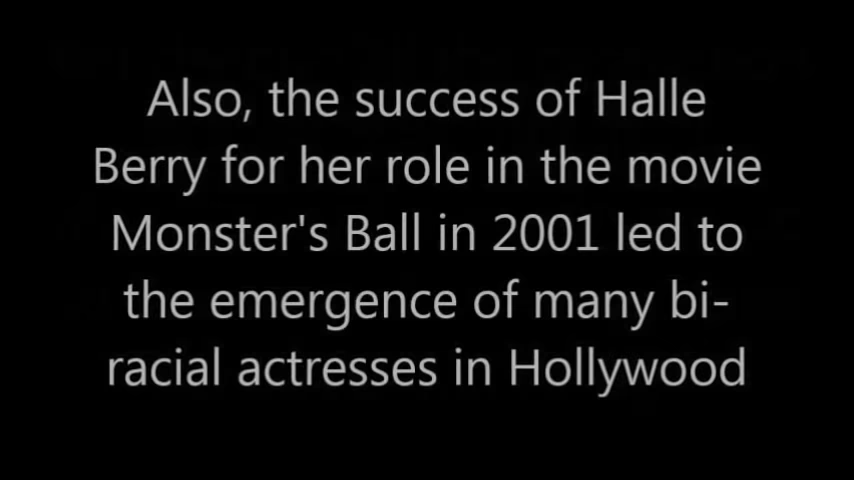 Also, the success of Halle
Berry for her role in the movie
Monster's Ball in 2001 led to
the emergence of many bi-
racial actresses in Hollywood